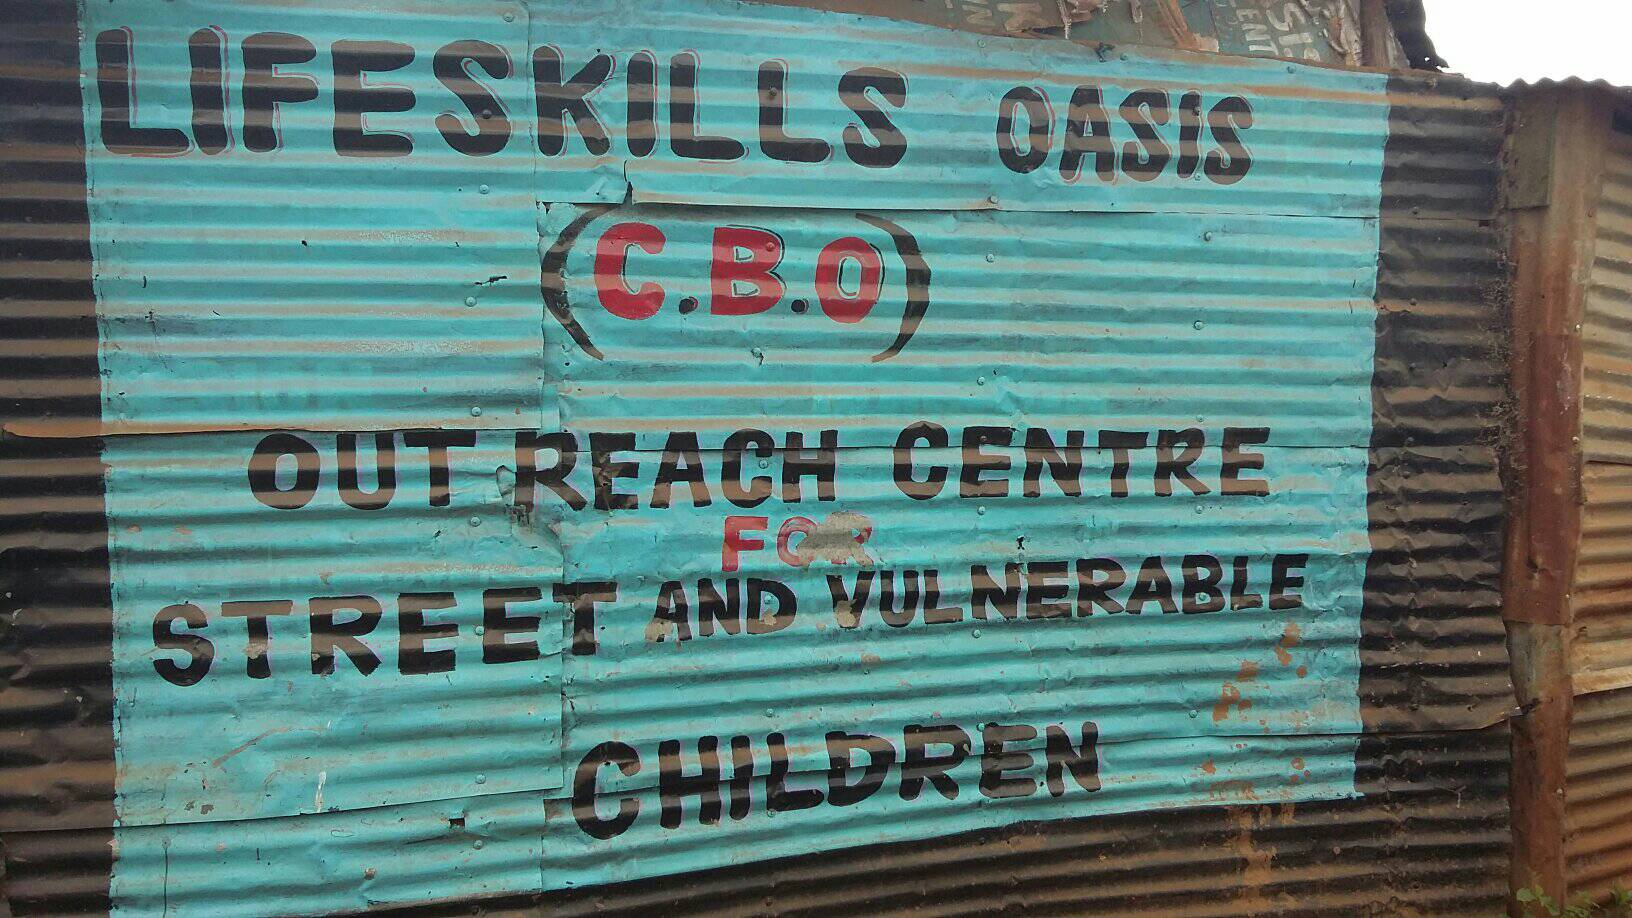 LIFESKILLS OASIS
(C.B.O)
OUT REACH CENTRE
FOR
STREET AND VULNERABLE
CHILDREN